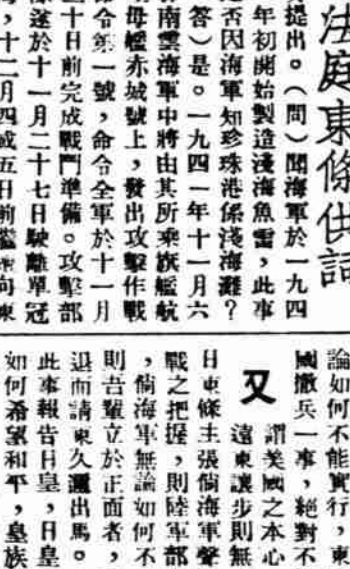 法庭東條供詞
提出。(問)聞海軍於一九四
年初開始製造淺海魚雷,此事
是否因海軍知珍珠港係淺海灘?
答)是。一九四一年十一月六
南雲海軍中將由其所乘旗艦航
母艦赤城號上,發出攻擊作戰
命令第一號,命令全軍於十一月
十日前完成戰鬥準備。攻擊部
隊遂於十一月二十七日駛離單冠
,十二月四或五日前繼續向東
論如何不能實行,東
國撤兵一事,絕對不
謂美國之本心
又
遠東讓步則無
日東條主張倘海軍聲
戰之把握,則陸軍部
,倘海軍無論如何不
則吾輩立於正面者,
退而請東久邇出馬。
此事報告日皇,日皇
如何希望和平,皇族